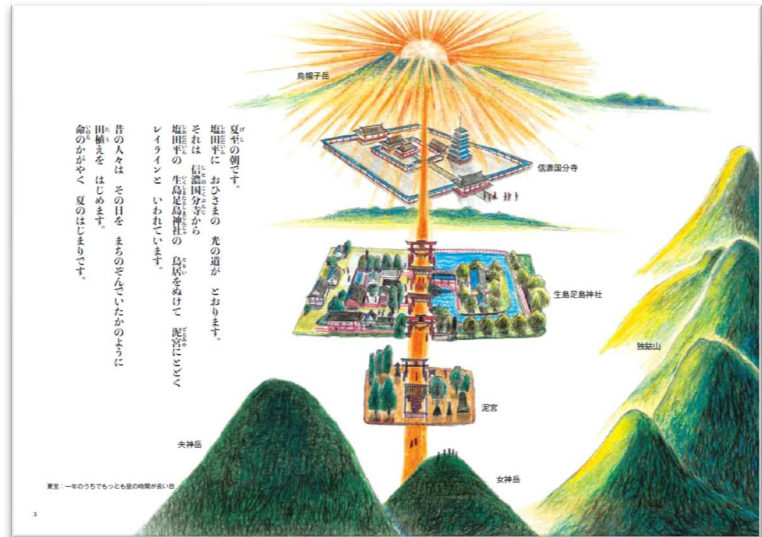 烏帽子岳
信濃国分寺
生島足島神社
独鈷山
泥宮
夫神岳
女神岳
夏至の朝です。
塩田平に おひさまの 光の道が とおります。
それは 信濃国分寺から
塩田平の 生島足島神社の 鳥居をぬけて 泥宮にとどく
レイラインと いわれています。
昔の人々は その日を まちのぞんでいたかのように
田植えを はじめます。
命のかがやく 夏のはじまりです。
夏至：一年のうちでもっとも昼の時間が長い日
3